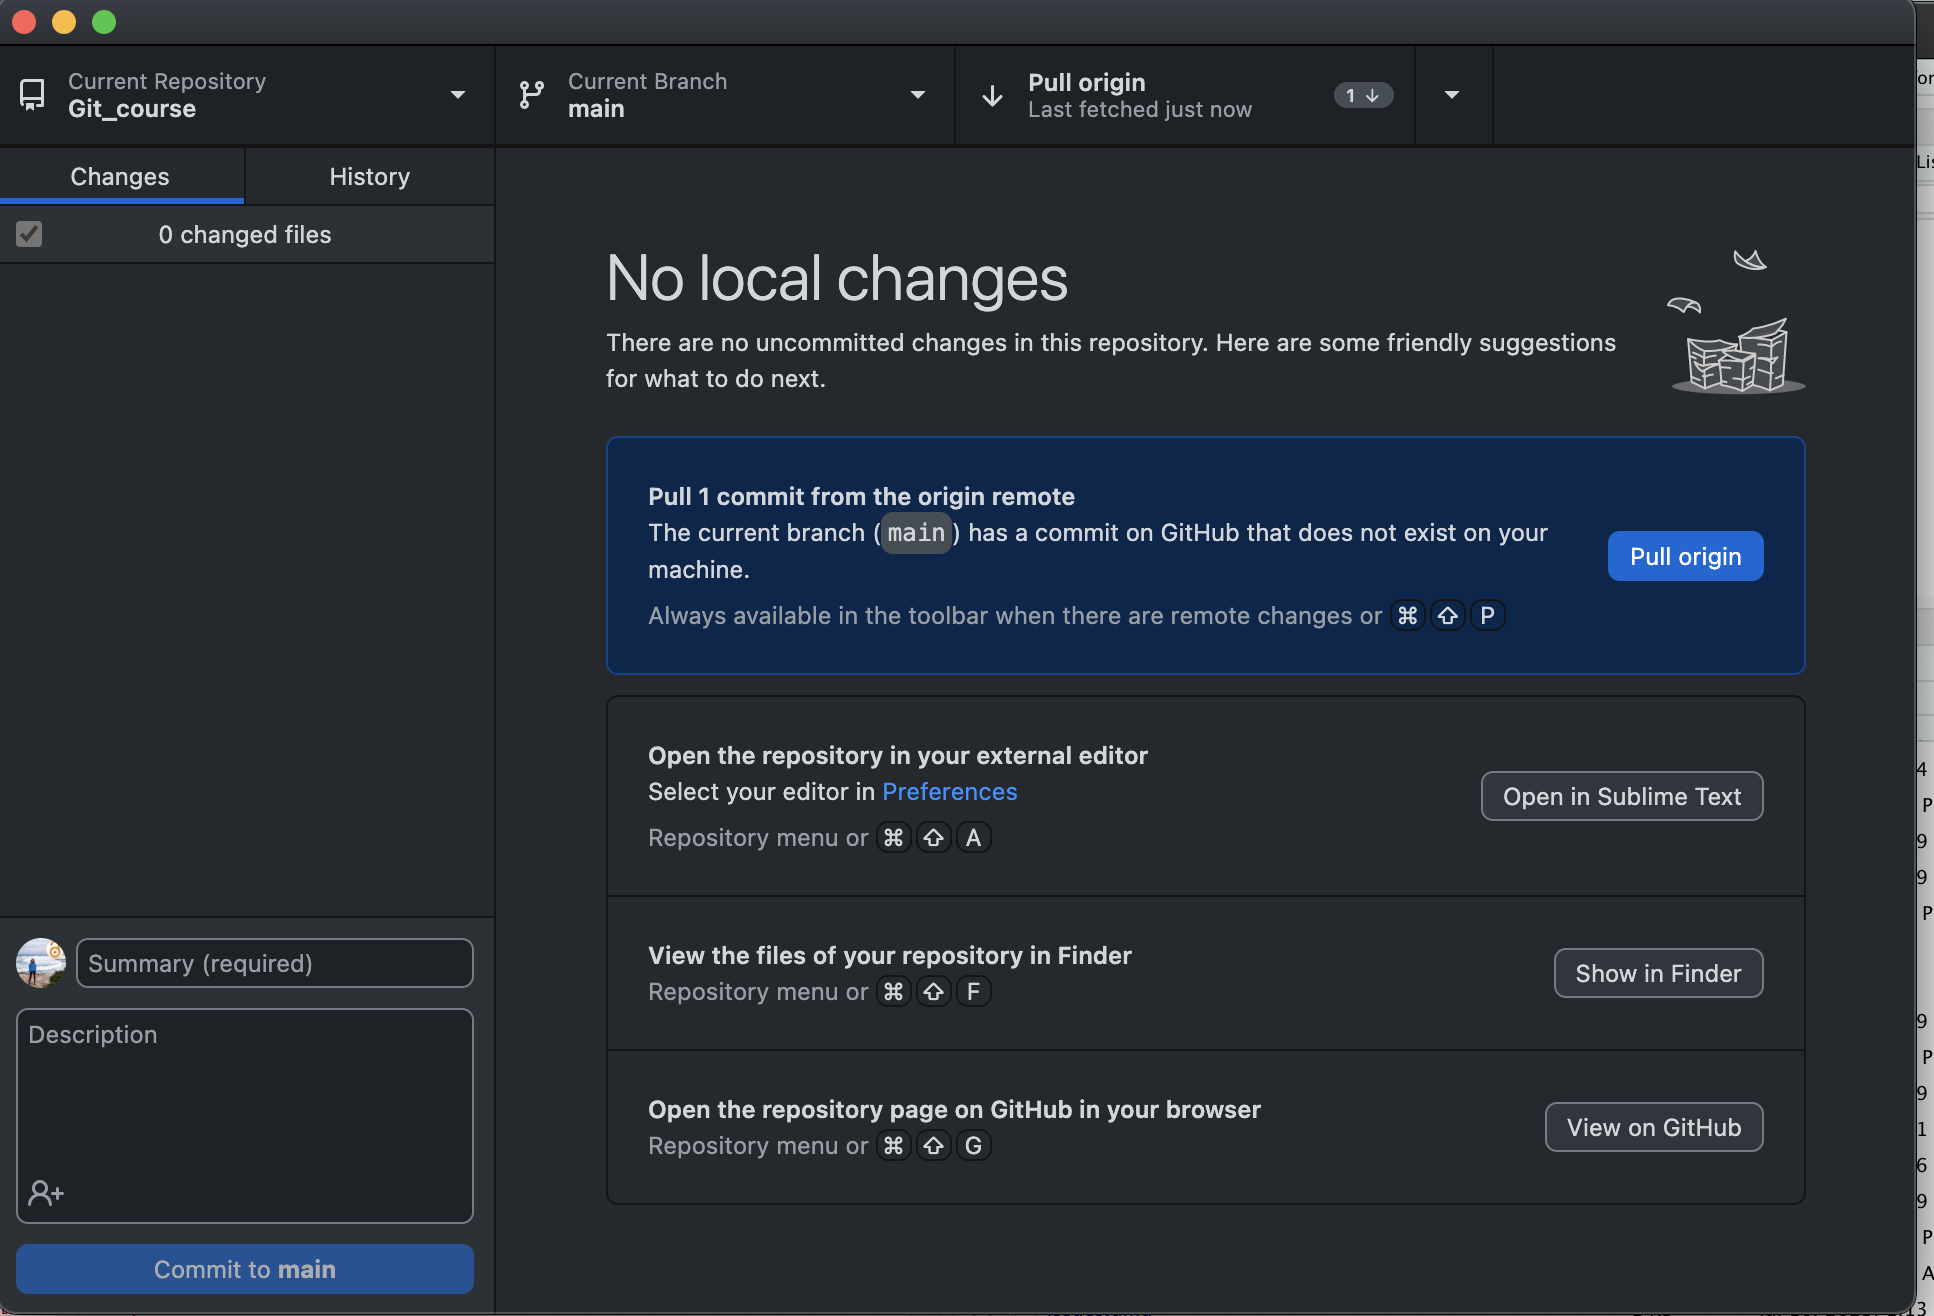 Current Repository
Git_course
Current Branch
main
Pull origin
Last fetched just now
1
Changes
History
0 changed files
No local changes
There are no uncommitted changes in this repository. Here are some friendly suggestions
for what to do next.
Pull 1 commit from the origin remote
The current branch (main) has a commit on GitHub that does not exist on your
machine.
Always available in the toolbar when there are remote changes or ⌘ ⇧ P
Pull origin
Open the repository in your external editor
Select your editor in Preferences
Repository menu or ⌘ ⇧ A
Open in Sublime Text
View the files of your repository in Finder
Repository menu or ⌘ ⇧ F
Show in Finder
Open the repository page on GitHub in your browser
Repository menu or ⌘ ⇧ G
View on GitHub
Summary (required)
Description
Commit to main